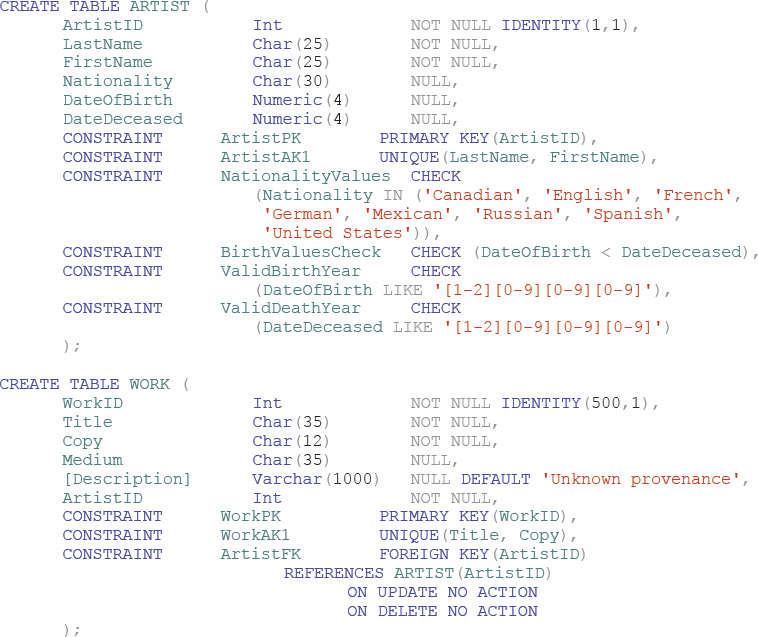 CREATE TABLE ARTIST (
ArtistID Int NOT NULL IDENTITY(1,1),
LastName Char(25) NOT NULL,
FirstName Char(25) NOT NULL,
Nationality Char(30) NULL,
DateOfBirth Numeric(4) NULL,
DateDeceased Numeric(4) NULL,
CONSTRAINT ArtistPK PRIMARY KEY(ArtistID),
CONSTRAINT ArtistAK1 UNIQUE(LastName, FirstName),
CONSTRAINT NationalityValues CHECK
(Nationality IN ('Canadian', 'English', 'French',
'German', 'Mexican', 'Russian', 'Spanish',
'United States')),
CONSTRAINT BirthValuesCheck CHECK (DateOfBirth < DateDeceased),
CONSTRAINT ValidBirthYear CHECK
(DateOfBirth LIKE '[1-2][0-9][0-9][0-9]'),
CONSTRAINT ValidDeathYear CHECK
(DateDeceased LIKE '[1-2][0-9][0-9][0-9]')
);
CREATE TABLE WORK (
WorkID Int NOT NULL IDENTITY(500,1),
Title Char(35) NOT NULL,
Copy Char(12) NOT NULL,
Medium Char(35) NULL,
[Description] Varchar(1000) NULL DEFAULT 'Unknown provenance',
ArtistID Int NOT NULL,
CONSTRAINT WorkPK PRIMARY KEY(WorkID),
CONSTRAINT WorkAK1 UNIQUE(Title, Copy),
CONSTRAINT ArtistFK FOREIGN KEY(ArtistID)
REFERENCES ARTIST(ArtistID)
ON UPDATE NO ACTION
ON DELETE NO ACTION
);